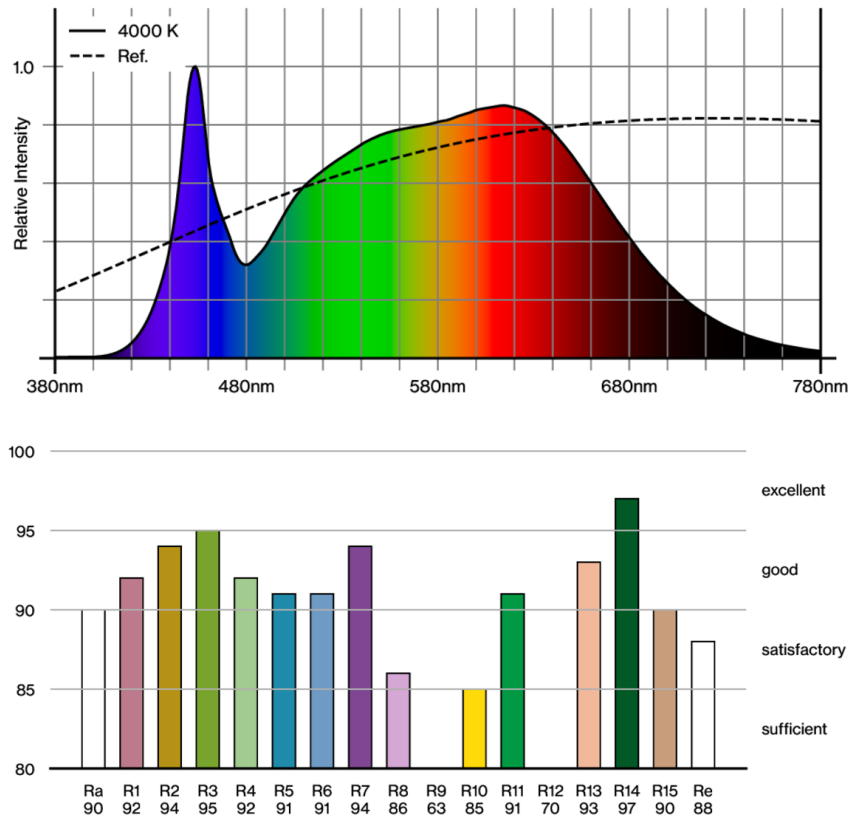 4000 K
Ref.
1.0
Relative Intensity
380nm 480nm 580nm 680nm 780nm
100
excellent
95
good
90
satisfactory
85
sufficient
80
Ra R1 R2 R3 R4 R5 R6 R7 R8 R9 R10 R11 R12 R13 R14 R15 Re
90 92 94 95 92 91 91 94 86 63 85 91 70 93 97 90 88